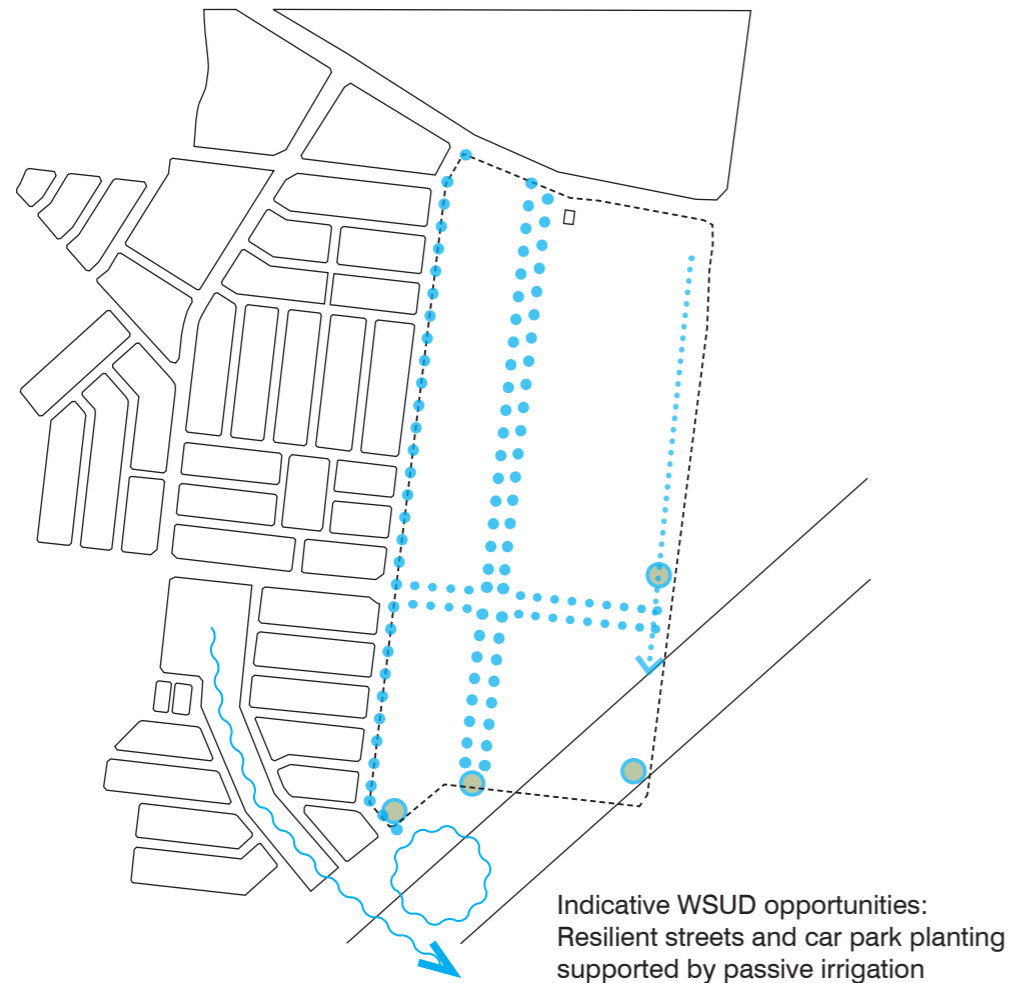 Indicative WSUD opportunities:
Resilient streets and car park planting
supported by passive irrigation